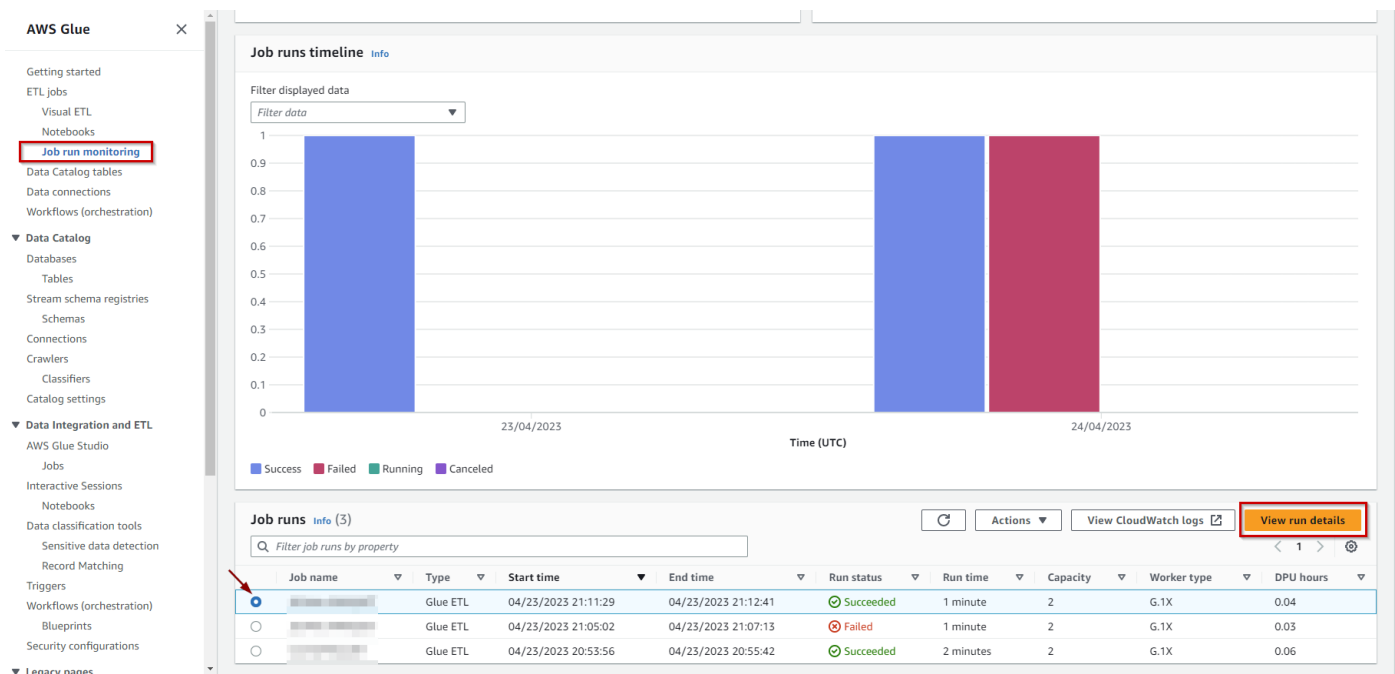 AWS Glue
Getting started
ETL jobs
Visual ETL
Notebooks
Job run monitoring
Data Catalog tables
Data connections
Workflows (orchestration)
Data Catalog
Databases
Tables
Stream schema registries
Schemas
Connections
Crawlers
Classifiers
Catalog settings
Data Integration and ETL
AWS Glue Studio
Jobs
Interactive Sessions
Notebooks
Data classification tools
Sensitive data detection
Record Matching
Triggers
Workflows (orchestration)
Blueprints
Security configurations
Legacy pages
Job runs timeline Info
Filter displayed data
Filter data
1
0.9
0.8
0.7
0.6
0.5
0.4
0.3
0.2
0.1
0
23/04/2023 24/04/2023
Time (UTC)
Success Failed Running Canceled
Job runs Info (3) Actions View CloudWatch logs View run details
Filter job runs by property 1
Job name Type Start time End time Run status Run time Capacity Worker type DPU hours
Glue ETL 04/23/2023 21:11:29 04/23/2023 21:12:41 Succeeded 1 minute 2 G.1X 0.04
Glue ETL 04/23/2023 21:05:02 04/23/2023 21:07:13 Failed 1 minute 2 G.1X 0.03
Glue ETL 04/23/2023 20:53:56 04/23/2023 20:55:42 Succeeded 2 minutes 2 G.1X 0.06